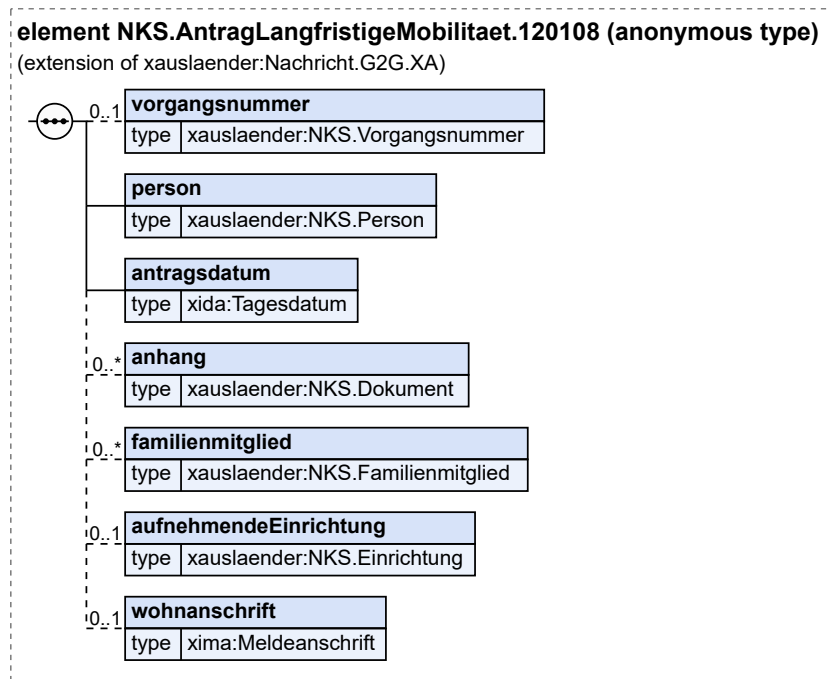 element NKS.AntragLangfristigeMobilitaet.120108 (anonymous type)
(extension of xauslaender:Nachricht.G2G.XA)
0..1 vorgangsnummer
type xauslaender:NKS.Vorgangsnummer
person
type xauslaender:NKS.Person
antragsdatum
type xida:Tagesdatum
0..* anhang
type xauslaender:NKS.Dokument
0..* familienmitglied
type xauslaender:NKS.Familienmitglied
0..1 aufnehmendeEinrichtung
type xauslaender:NKS.Einrichtung
0..1 wohnanschrift
type xima:Meldeanschrift